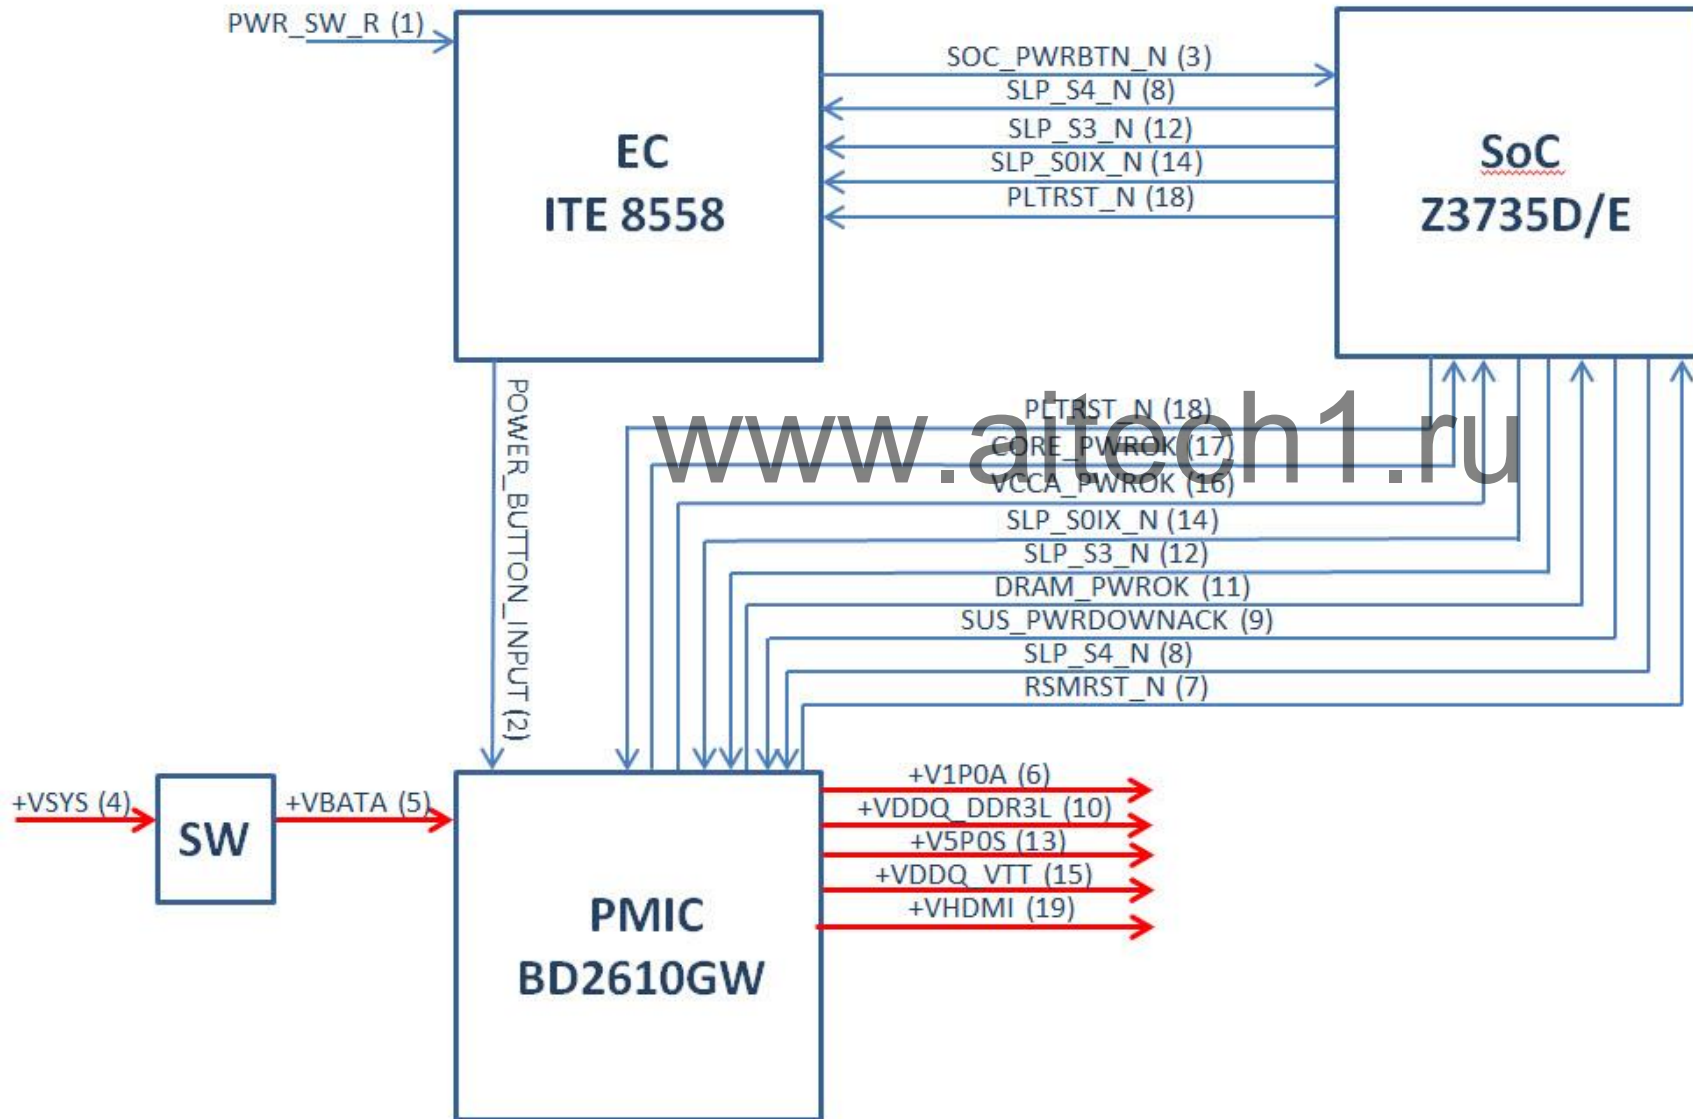 PWR_SW_R (1)
EC
ITE 8558
SOC_PWRBTN_N (3)
SLP_S4_N (8)
SLP_S3_N (12)
SLP_S0IX_N (14)
PLTRST_N (18)
SoC
Z3735D/E
POWER_BUTTON_INPUT (2)
PLTRST_N (18)
www.aitech1.ru
CORE_PWROK (17)
VCCA_PWROK (16)
SLP_S0IX_N (14)
SLP_S3_N (12)
DRAM_PWROK (11)
SUS_PWRDOWNACK (9)
SLP_S4_N (8)
RSMRST_N (7)
+VSYS (4)
SW
+VBATA (5)
PMIC
BD2610GW
+V1P0A (6)
+VDDQ_DDR3L (10)
+V5P0S (13)
+VDDQ_VTT (15)
+VHDMI (19)